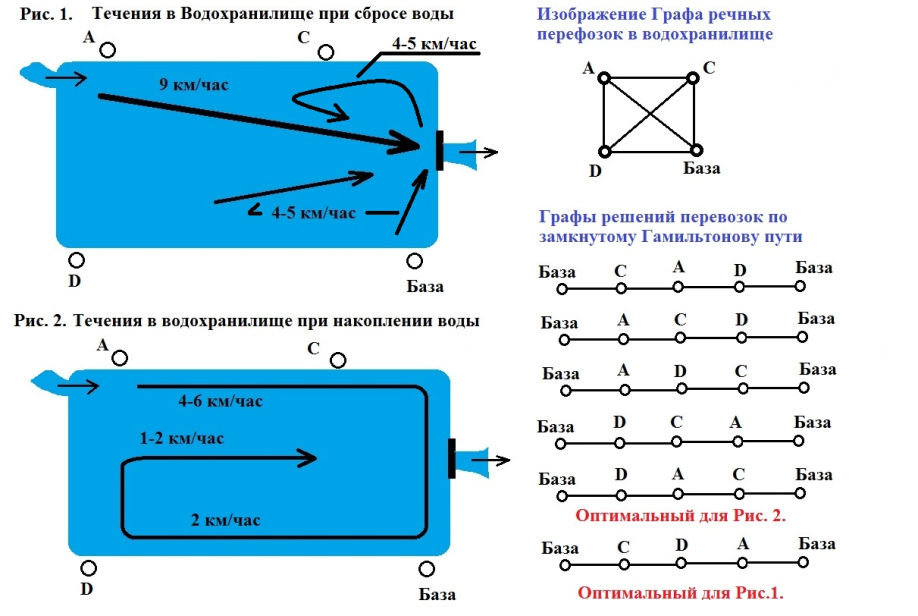 Рис. 1. Течения в Водохранилище при сбросе воды
A
C
4-5 км/час
9 км/час
4-5 км/час
D
База
Рис. 2. Течения в водохранилище при накоплении воды
A
C
4-6 км/час
1-2 км/час
2 км/час
D
База
Изображение Графа речных
перефозок в водохранилище
A
C
D
База
Графы решений перевозок по
замкнутому Гамильтонову пути
База C A D База
База A C D База
База A D C База
База D C A База
База D A C База
Оптимальный для Рис. 2.
База C D A База
Оптимальный для Рис.1.